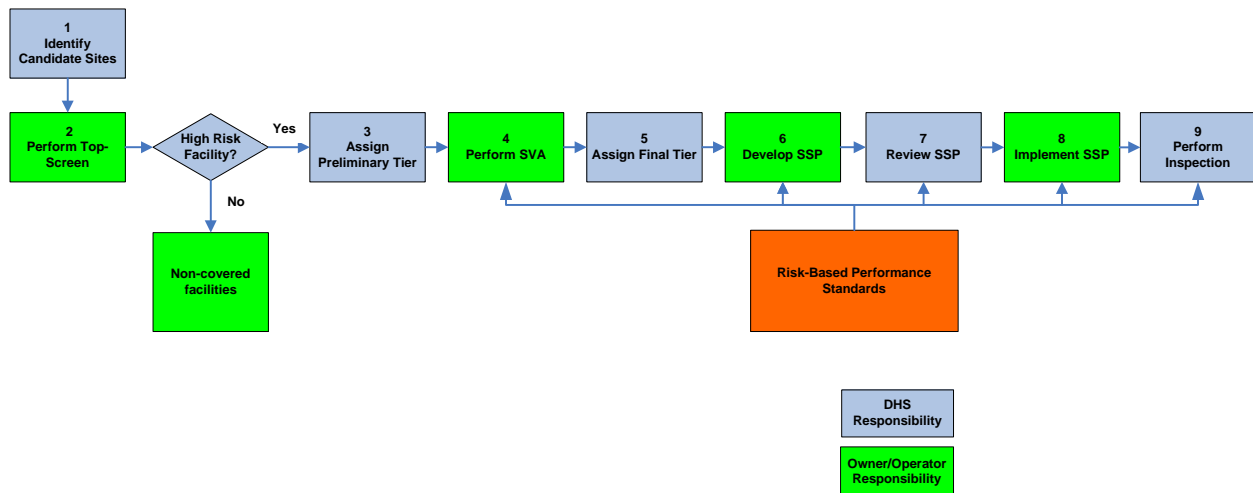 1
Identify
Candidate Sites
2
Perform Top-
Screen
High Risk
Facility?
Yes
No
Non-covered
facilities
3
Assign
Preliminary Tier
4
Perform SVA
5
Assign Final Tier
6
Develop SSP
7
Review SSP
8
Implement SSP
9
Perform
Inspection
Risk-Based Performance
Standards
DHS
Responsibility
Owner/Operator
Responsibility